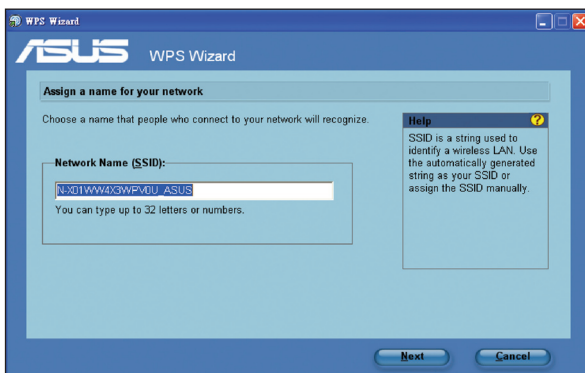 WPS Wizard
ASUS WPS Wizard
Assign a name for your network
Choose a name that people who connect to your network will recognize.
Network Name (SSID):
N-X01WW4X3WPV0U_ASUS
You can type up to 32 letters or numbers.
Help
SSID is a string used to
identify a wireless LAN. Use
the automatically generated
string as your SSID or
assign the SSID manually.
Next Cancel